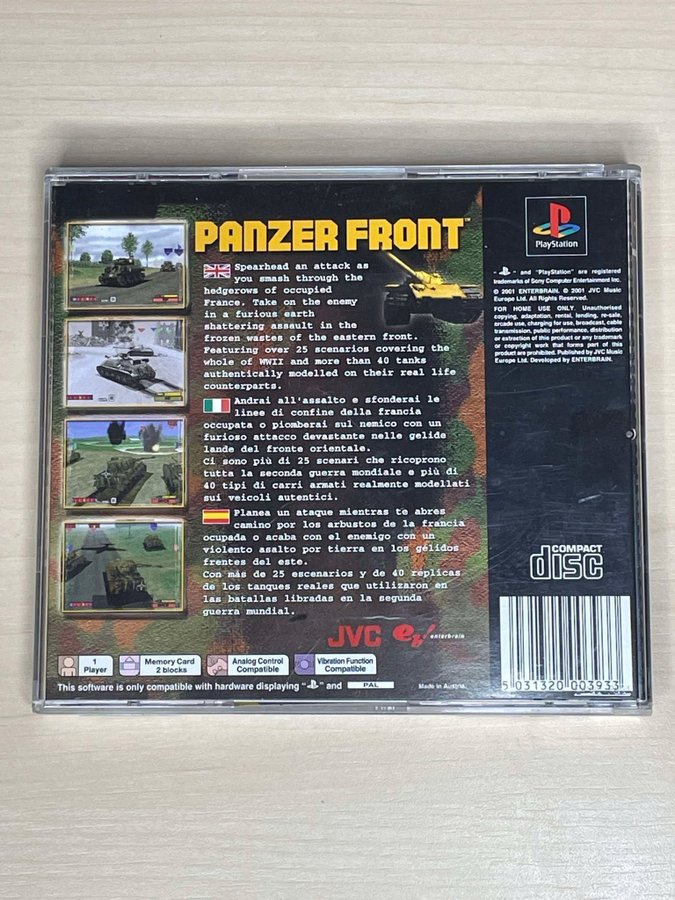 PANZER FRONT™
Spearhead an attack as
you smash through the
hedgerows of occupied
France. Take on the enemy
in a furious earth
shattering assault in the
frozen wastes of the eastern front.
Featuring over 25 scenarios covering the
whole of WWII and more than 40 tanks
authentically modelled on their real life
counterparts.
Andrai all'assalto e sfonderai le
linee di confine della francia
occupata o piomberai sul nemico con un
furioso attacco devastante nelle gelide
lande del fronte orientale.
Ci sono più di 25 scenari che ricoprono
tutta la seconda guerra mondiale e più di
40 tipi di carri armati realmente modellati
sui veicoli autentici.
Planea un ataque mientras te abres
camino por los arbustos de la francia
ocupada o acaba con el enemigo con un
violento asalto por tierra en los gélidos
frentes del este.
Con más de 25 escenarios y de 40 replicas
de los tanques reales que utilizaron en
las batallas libradas en la segunda
guerra mundial.
JVC eb! enterbrain
1
Player
Memory Card
2 blocks
Analog Control
Compatible
Vibration Function
Compatible
This software is only compatible with hardware displaying " " and PAL
Made in Austria.
PlayStation
" " and "PlayStation" are registered
trademarks of Sony Computer Entertainment Inc.
© 2001 ENTERBRAIN. © 2001 JVC Music
Europe Ltd. All Rights Reserved.
FOR HOME USE ONLY. Unauthorised
copying, adaptation, rental, lending, re-sale,
arcade use, charging for use, broadcast, cable
transmission, public performance, distribution
or extraction of this product or any trademark
or copyright work that forms part of this
product are prohibited. Published by JVC Music
Europe Ltd. Developed by ENTERBRAIN.
COMPACT
disc
5 031320 003933